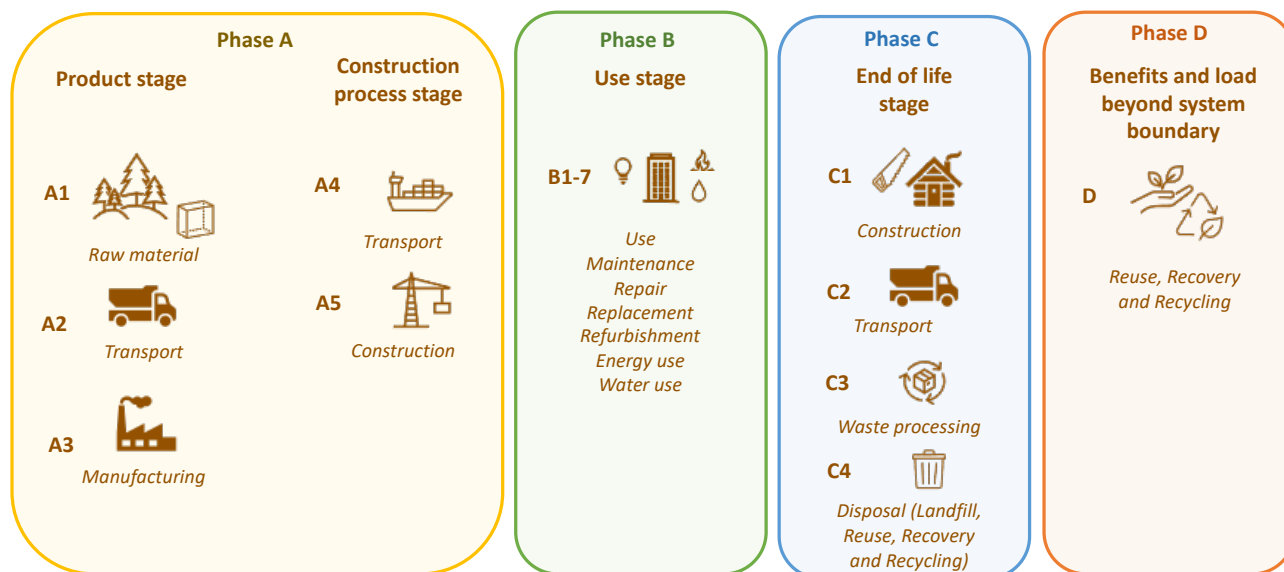 Phase A
Product stage
A1
Raw material
A2
Transport
A3
Manufacturing
Construction
process stage
A4
Transport
A5
Construction
Phase B
Use stage
B1-7
Use
Maintenance
Repair
Replacement
Refurbishment
Energy use
Water use
Phase C
End of life
stage
C1
Construction
C2
Transport
C3
Waste processing
C4
Disposal (Landfill,
Reuse, Recovery
and Recycling)
Phase D
Benefits and load
beyond system
boundary
D
Reuse, Recovery
and Recycling